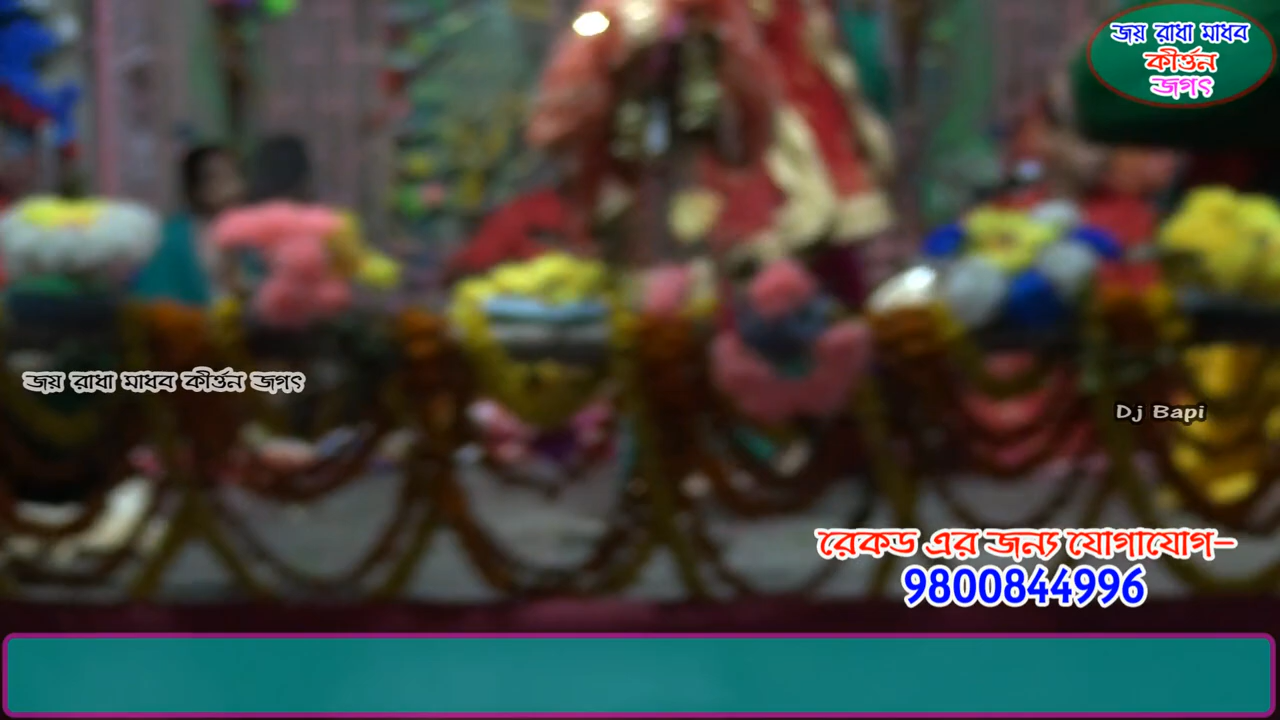 জয় রাধা মাধব
কীর্ত্তন
জগৎ
জয় রাধা মাধব কীর্ত্তন জগৎ
Dj Bapi
রেকড এর জন্য যোগাযোগ-
9800844996